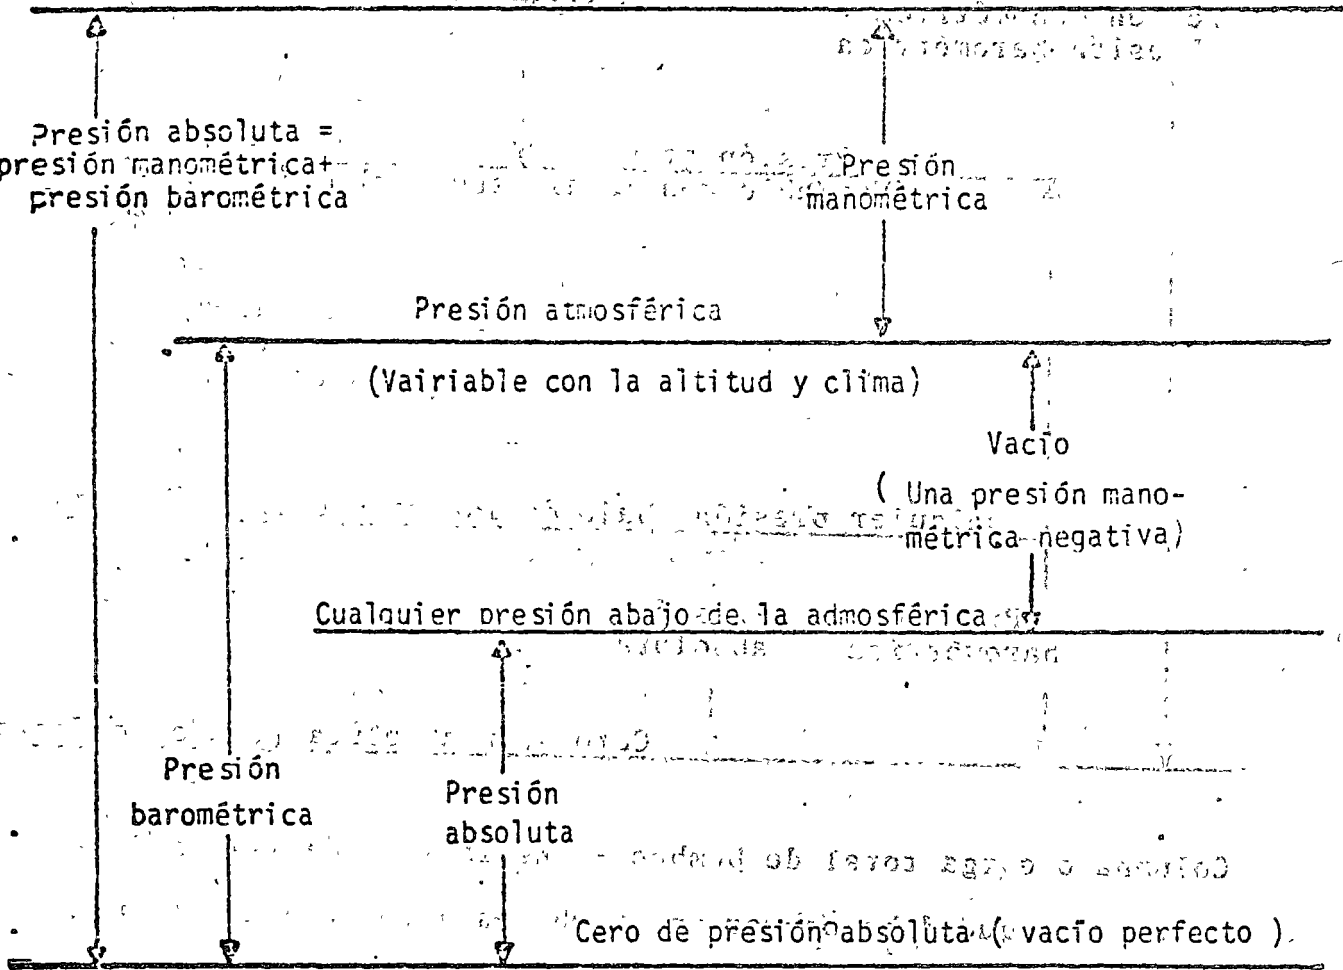 Presión absoluta =
presión manométrica+
presión barométrica
Presión
manométrica
Presión atmosférica
(Vairiable con la altitud y clima)
Vacío
( Una presión mano-
métrica negativa)
Cualquier presión abajo de la admosférica
Presión
barométrica
Presión
absoluta
Cero de presión absoluta ( vacío perfecto ).